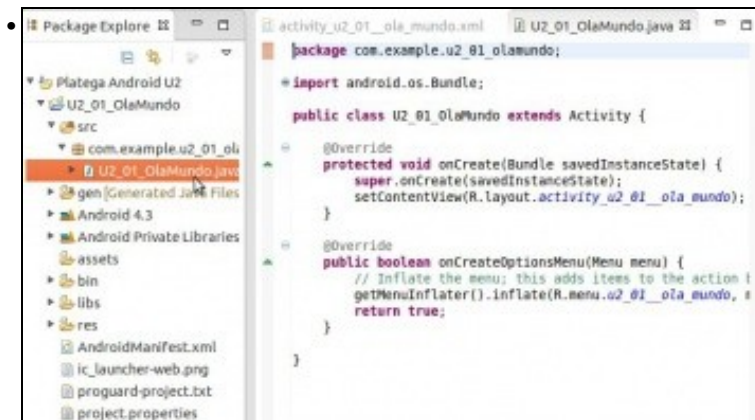 Package Explore
Platega Android U2
U2_01_OlaMundo
src
com.example.u2_01_ola
U2_01_OlaMundo.java
gen [Generated Java Files
Android 4.3
Android Private Libraries
assets
bin
libs
res
AndroidManifest.xml
ic_launcher-web.png
proguard-project.txt
project.properties
activity_u2_01__ola_mundo.xml
U2_01_OlaMundo.java
package com.example.u2_01_olamundo;
import android.os.Bundle;
public class U2_01_OlaMundo extends Activity {
@Override
protected void onCreate(Bundle savedInstanceState) {
super.onCreate(savedInstanceState);
setContentView(R.layout.activity_u2_01__ola_mundo);
}
@Override
public boolean onCreateOptionsMenu(Menu menu) {
// Inflate the menu; this adds items to the action b
getMenuInflater().inflate(R.menu.u2_01__ola_mundo, m
return true;
}
}